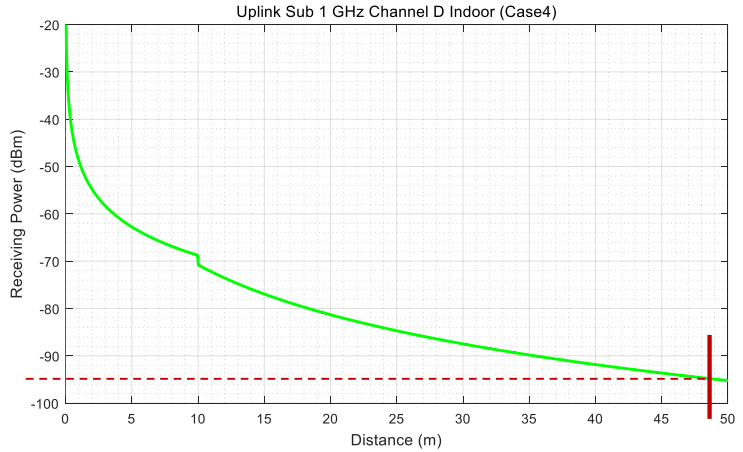 Uplink Sub 1 GHz Channel D Indoor (Case4)
-20
-30
-40
-50
-60
-70
-80
-90
-100
Receiving Power (dBm)
0 5 10 15 20 25 30 35 40 45 50
Distance (m)